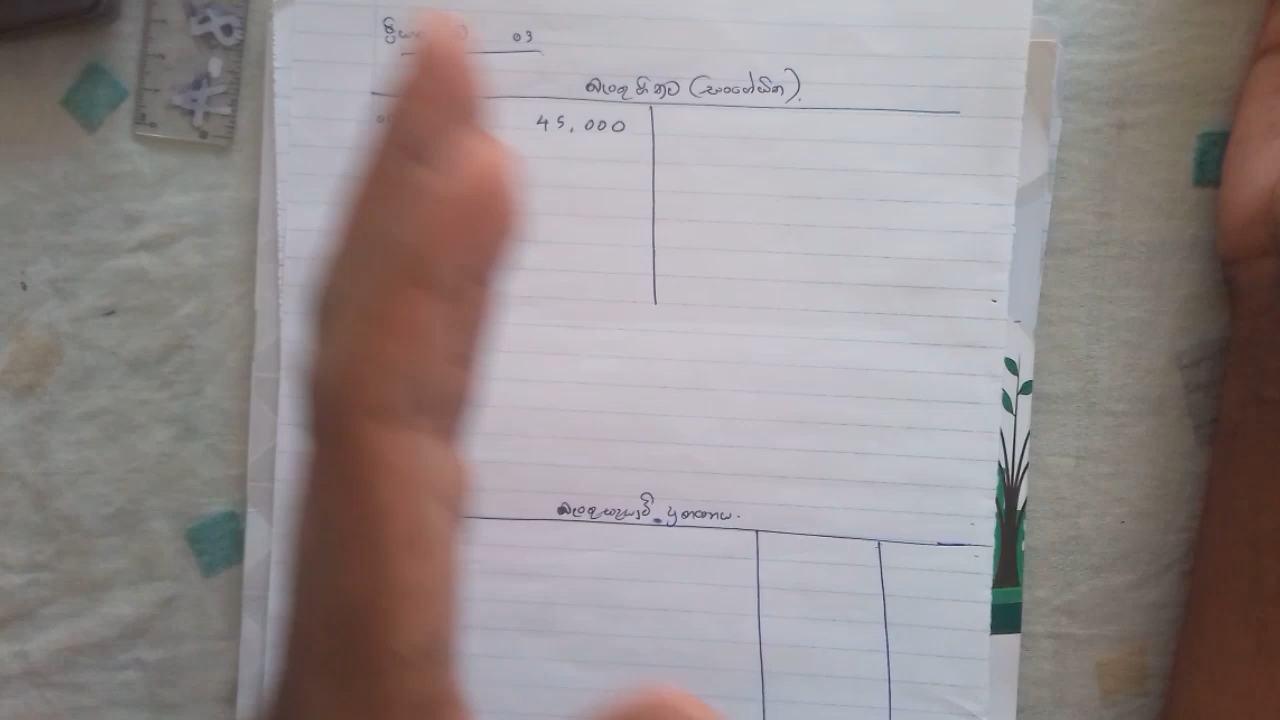 03
බැංකු ගිණුම (සංශෝධිත).
45,000
බැංකු සැසඳුම් ප්‍රකාශය.